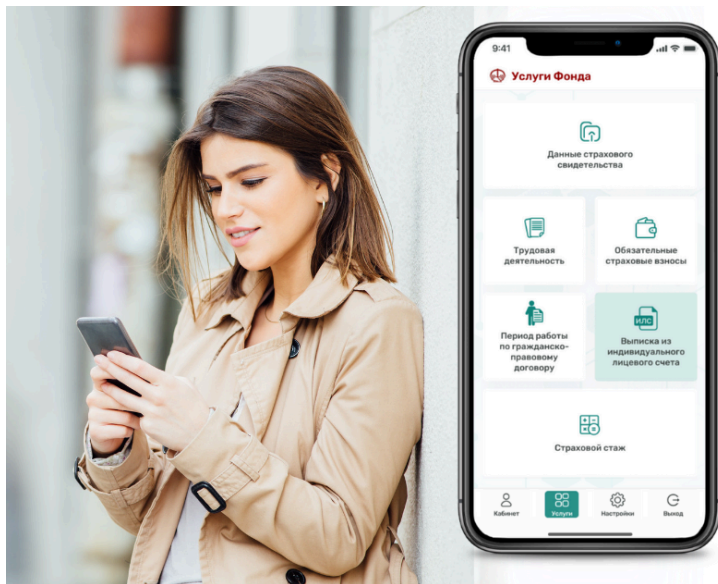 9:41
Услуги Фонда
Данные страхового
свидетельства
Трудовая
деятельность
Обязательные
страховые взносы
Период работы
по гражданско-
правовому
договору
ИЛС
Выписка из
индивидуального
лицевого счета
Страховой стаж
Кабинет
Услуги
Настройки
Выход